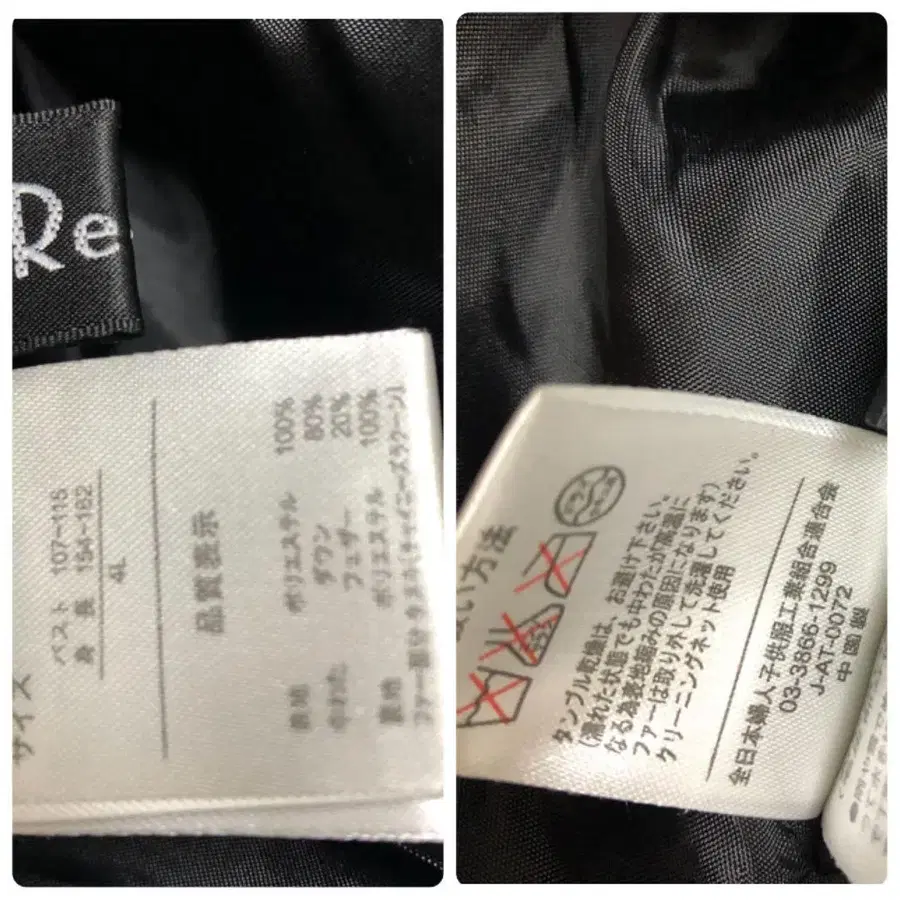 Re
サイズ
バスト 107-115
身長 154-162
4L
品質表示
表地 ポリエステル 100%
中わた ダウン 80%
フェザー 20%
裏地 ポリエステル 100%
ファー部分 タヌキ(チャイニーズラクーン)
い方法
ドライ
タンブル乾燥は、お避け下さい。
(濡れた状態でも中わたが高温に
なる為表地縮みの原因になります)
ファーは取り外して洗濯してください。
クリーニングネット使用
全日本婦人子供服工業組合連合会
03-3866-1299
J-AT-0072
中国製